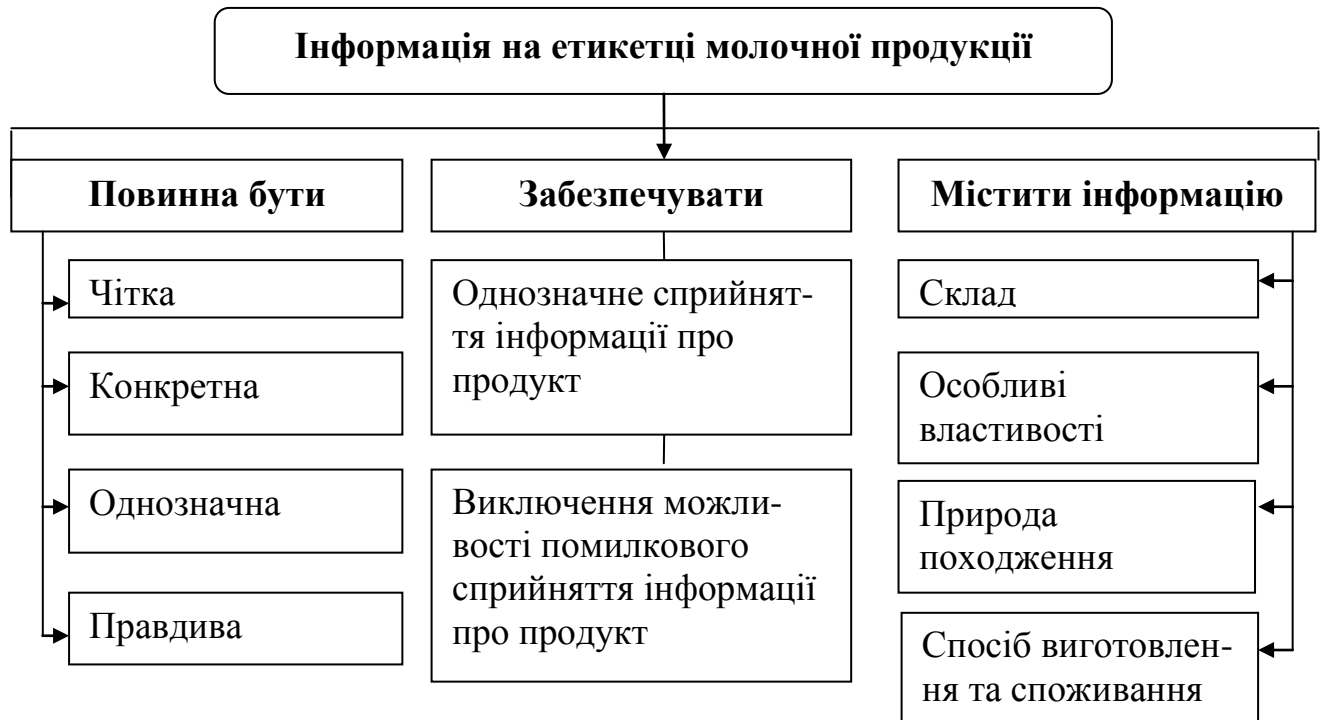 Інформація на етикетці молочної продукції
Повинна бути
Чітка
Конкретна
Однозначна
Правдива
Забезпечувати
Однозначне сприйнят-
тя інформації про
продукт
Виключення можли-
вості помилкового
сприйняття інформації
про продукт
Містити інформацію
Склад
Особливі
властивості
Природа
походження
Спосіб виготовлен-
ня та споживання